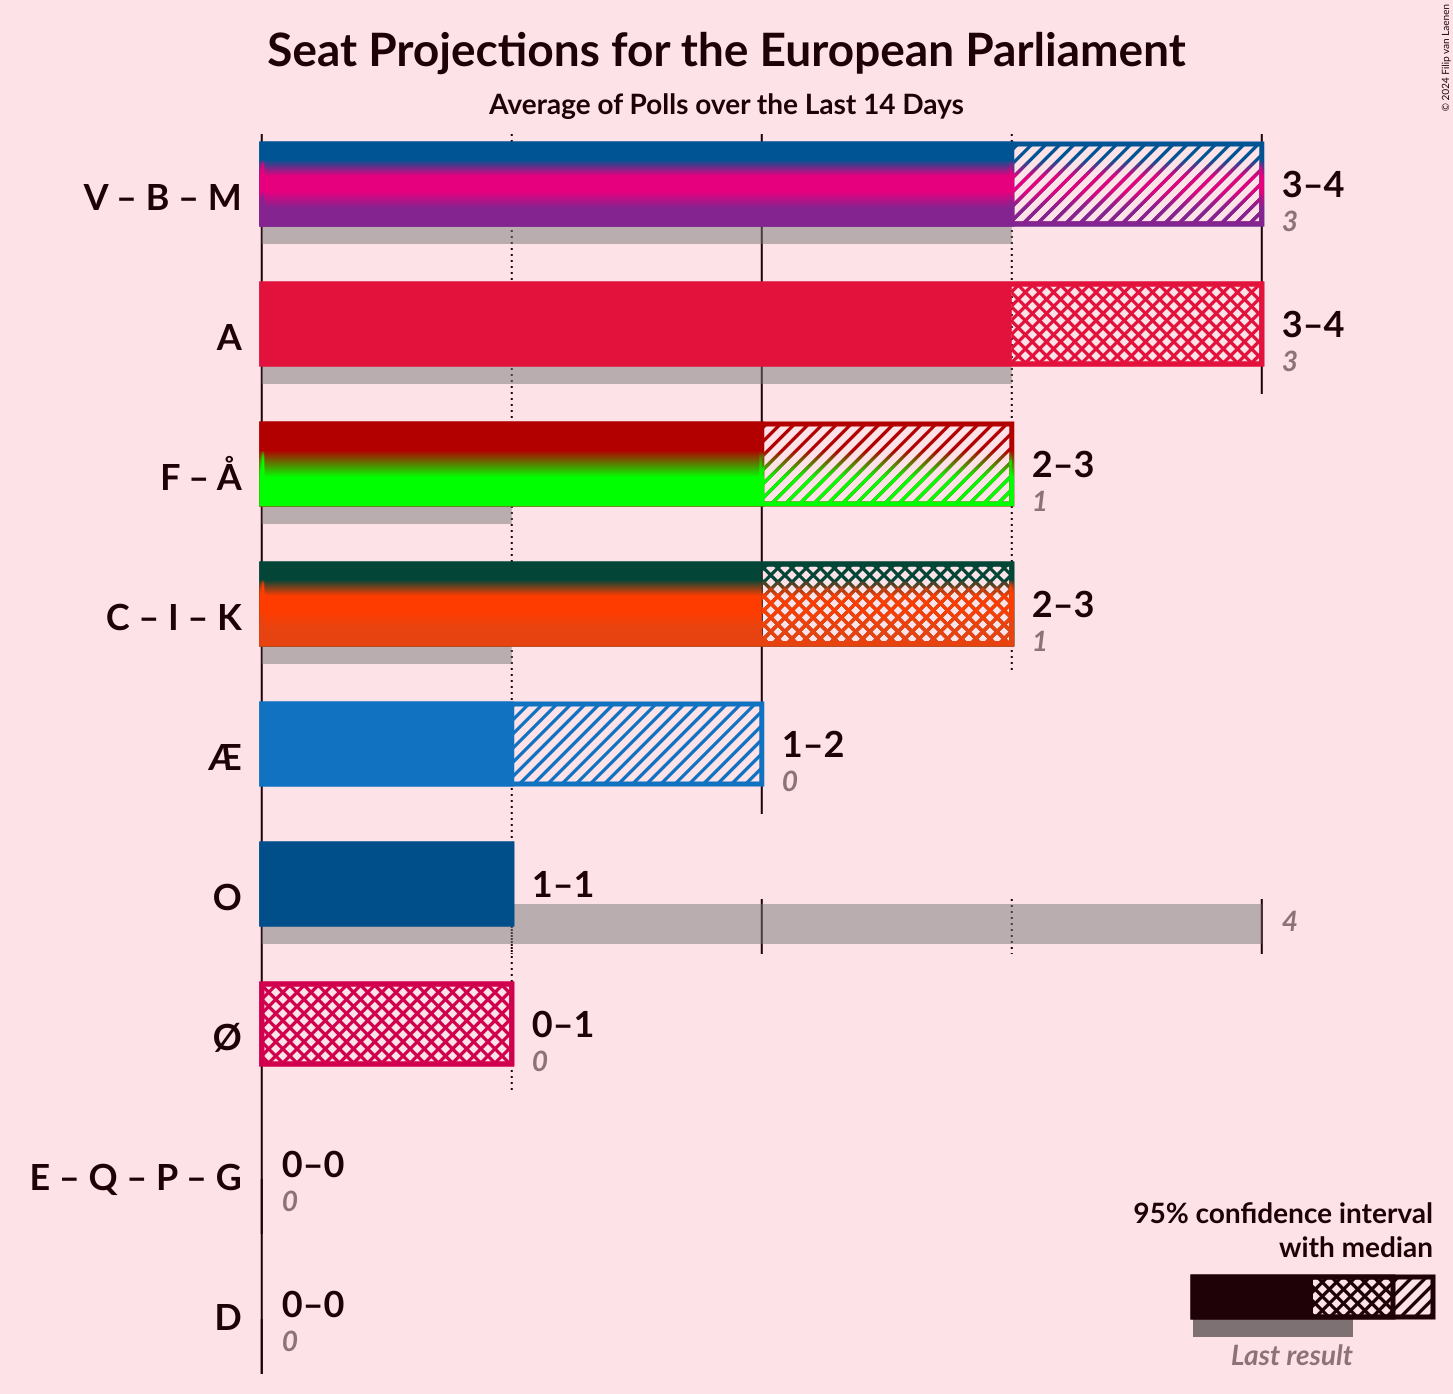 Seat Projections for the European Parliament
Average of Polls over the Last 14 Days
© 2024 Filip van Laenen
V – B – M
3–4
3
A
3–4
3
F – Å
2–3
1
C – I – K
2–3
1
Æ
1–2
0
O
1–1
4
Ø
0–1
0
E – Q – P – G
0–0
0
D
0–0
0
95% confidence interval
with median
Last result